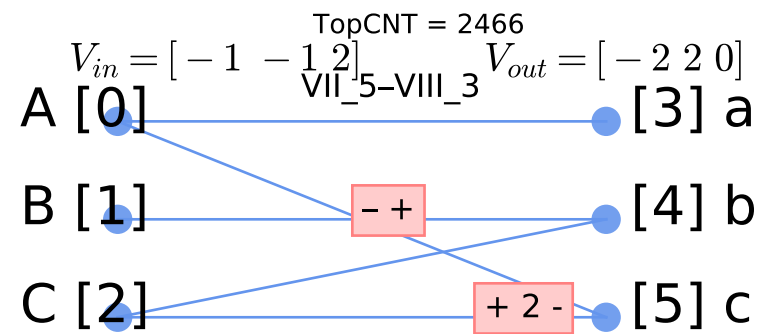 TopCNT = 2466
V_in = [ − 1 − 1 2] V_out = [ − 2 2 0]
VII_5–VIII_3
A [0] [3] a
B [1] – + [4] b
C [2] + 2 - [5] c